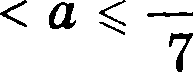 < a ⩽ —
7